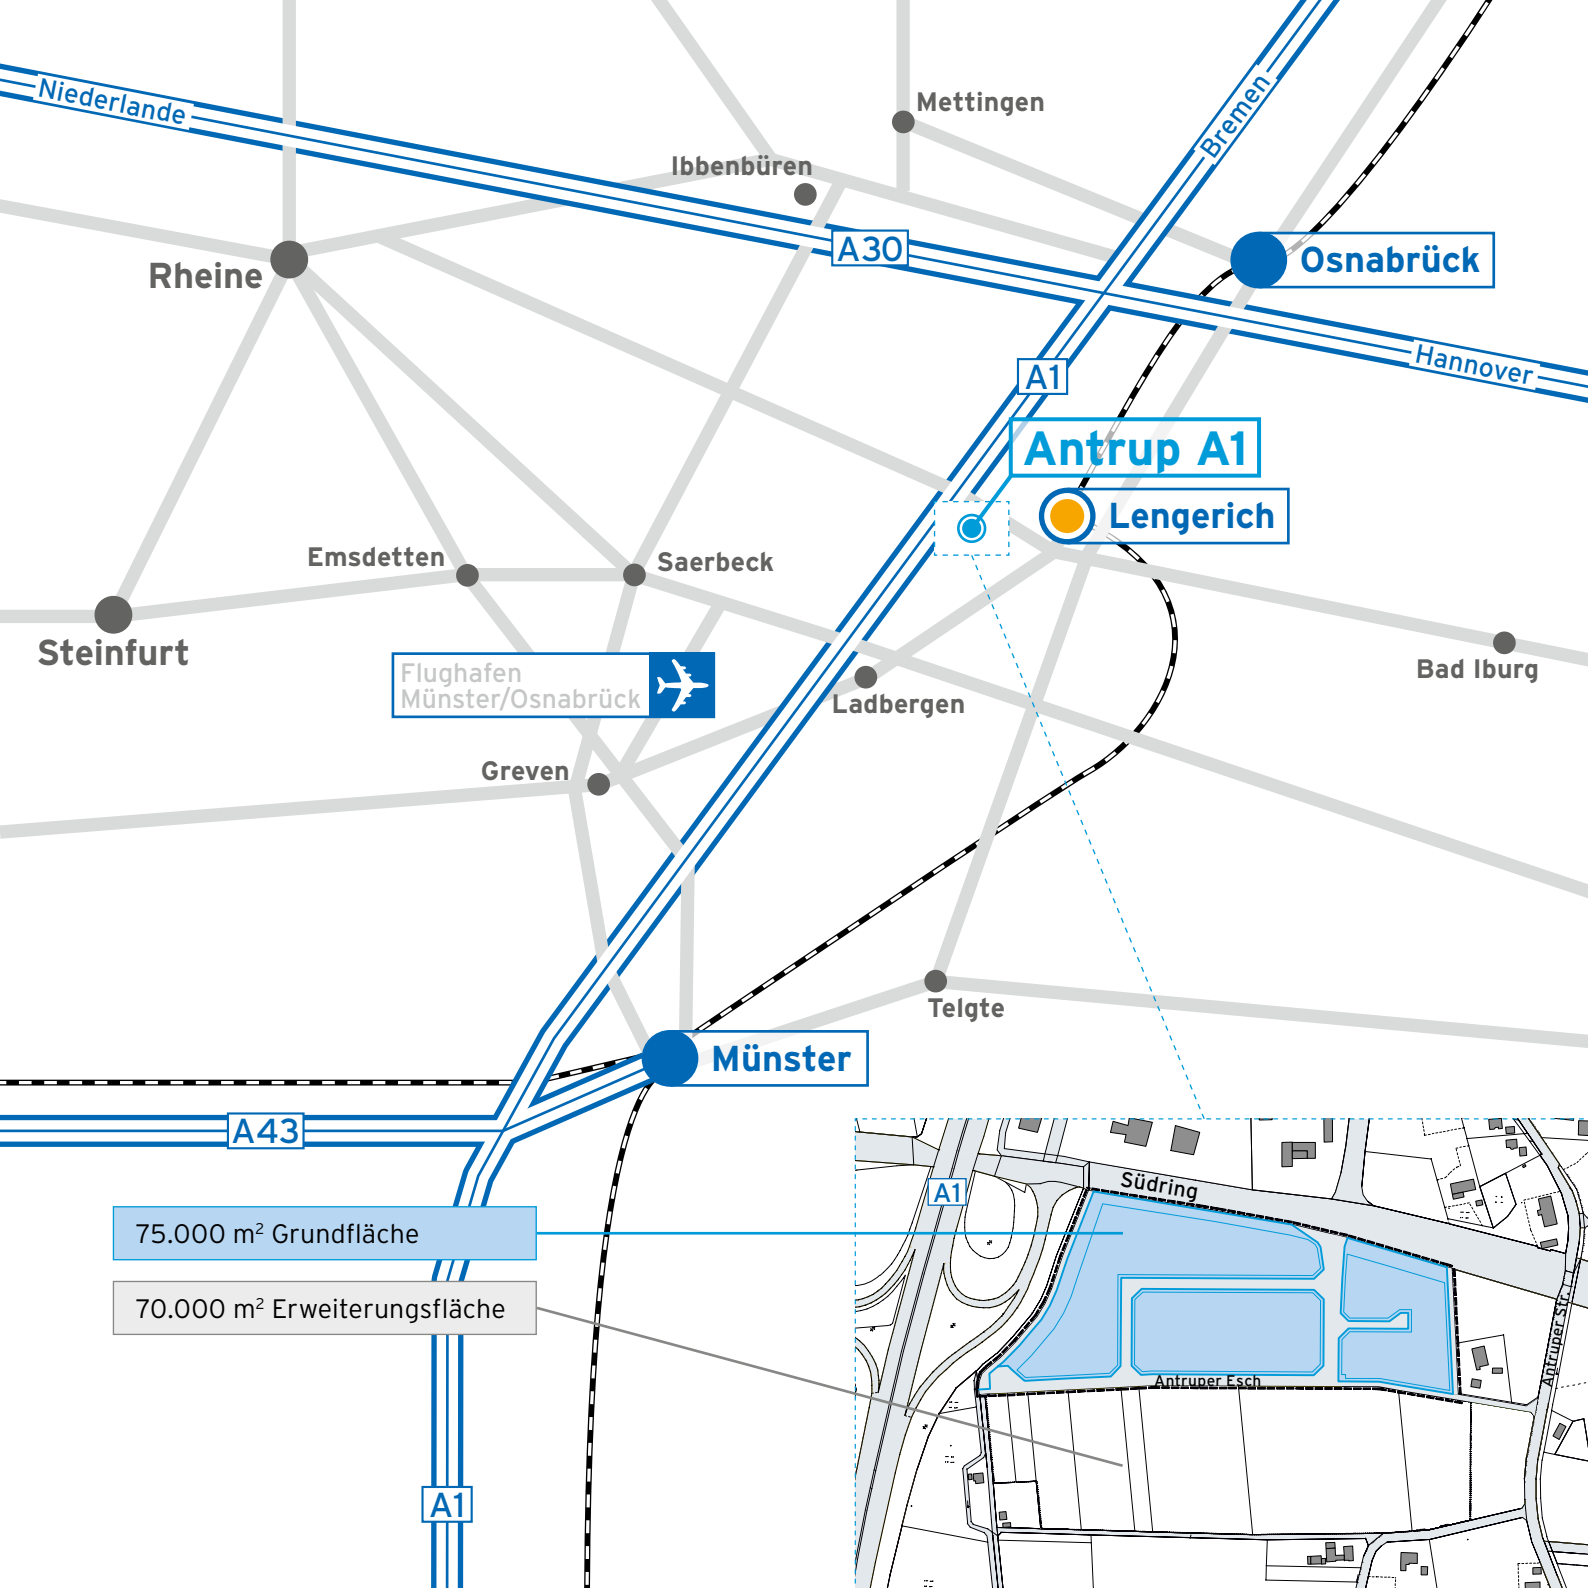 Niederlande
Mettingen
Bremen
Ibbenbüren
A30
Osnabrück
Rheine
Hannover
A1
Antrup A1
Lengerich
Emsdetten
Saerbeck
Steinfurt
Flughafen
Münster/Osnabrück
Bad Iburg
Ladbergen
Greven
Telgte
Münster
A43
A1
Südring
75.000 m² Grundfläche
70.000 m² Erweiterungsfläche
Antruper Str.
Antruper Esch
A1